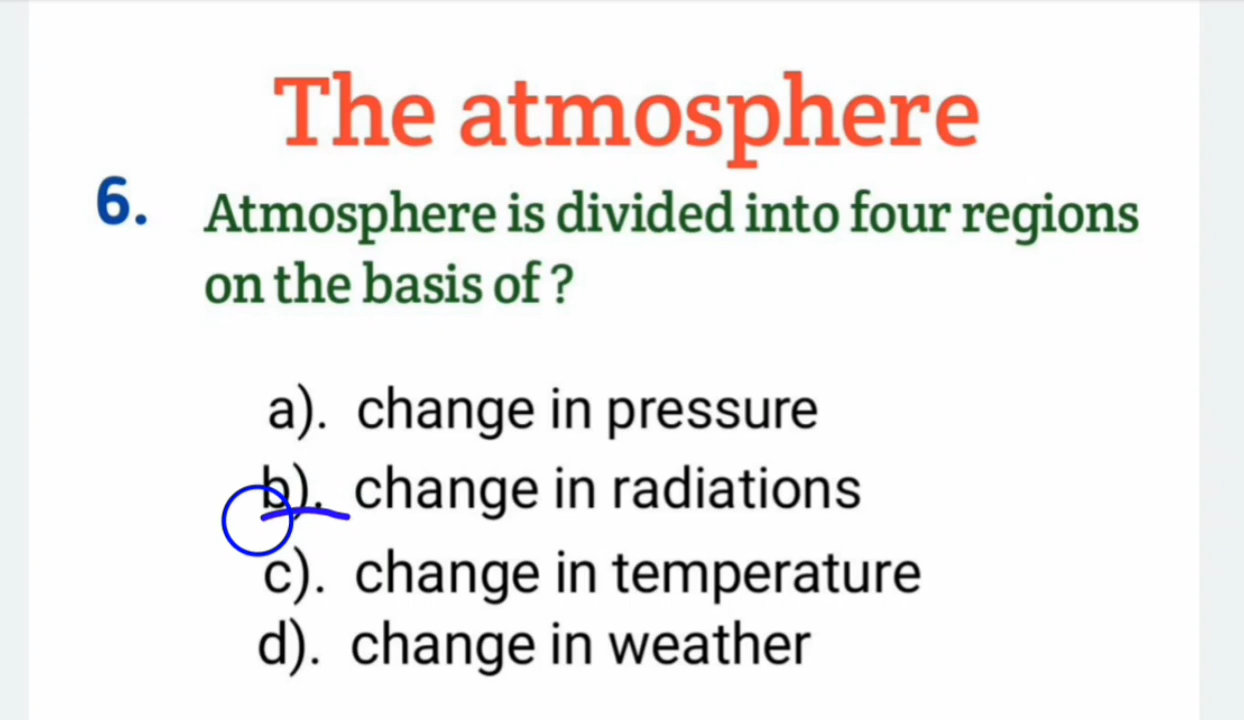 The atmosphere
6. Atmosphere is divided into four regions
on the basis of ?
a). change in pressure
b). change in radiations
c). change in temperature
d). change in weather